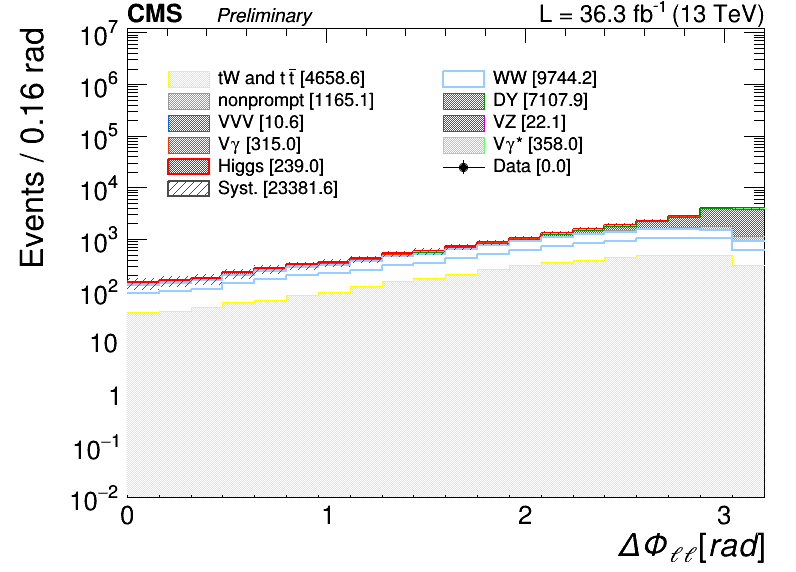 CMS Preliminary L = 36.3 fb⁻¹ (13 TeV)
Events / 0.16 rad
10⁷
10⁶
10⁵
10⁴
10³
10²
10
1
10⁻¹
10⁻²
tW and tt̄ [4658.6] WW [9744.2]
nonprompt [1165.1] DY [7107.9]
VVV [10.6] VZ [22.1]
Vγ [315.0] Vγ* [358.0]
Higgs [239.0] Data [0.0]
Syst. [23381.6]
0 1 2 3
ΔΦℓℓ[rad]